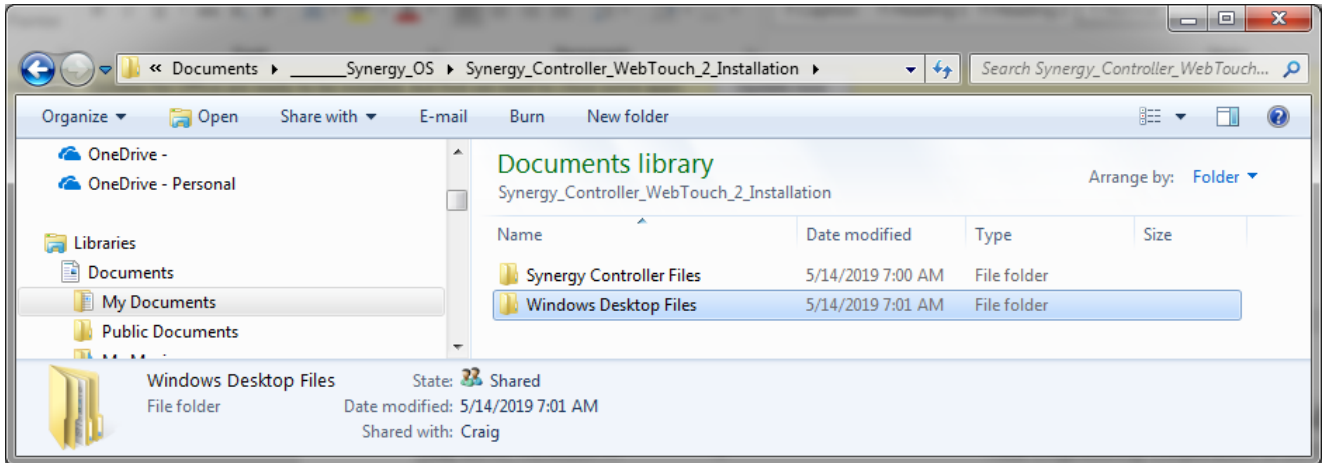 « Documents ▸ ______Synergy_OS ▸ Synergy_Controller_WebTouch_2_Installation ▸ Search Synergy_Controller_WebTouch...
Organize Open Share with E-mail Burn New folder
OneDrive -
OneDrive - Personal
Libraries
Documents
My Documents
Public Documents
Documents library
Synergy_Controller_WebTouch_2_Installation
Arrange by: Folder
Name Date modified Type Size
Synergy Controller Files 5/14/2019 7:00 AM File folder
Windows Desktop Files 5/14/2019 7:01 AM File folder
Windows Desktop Files State: Shared
File folder Date modified: 5/14/2019 7:01 AM
Shared with: Craig